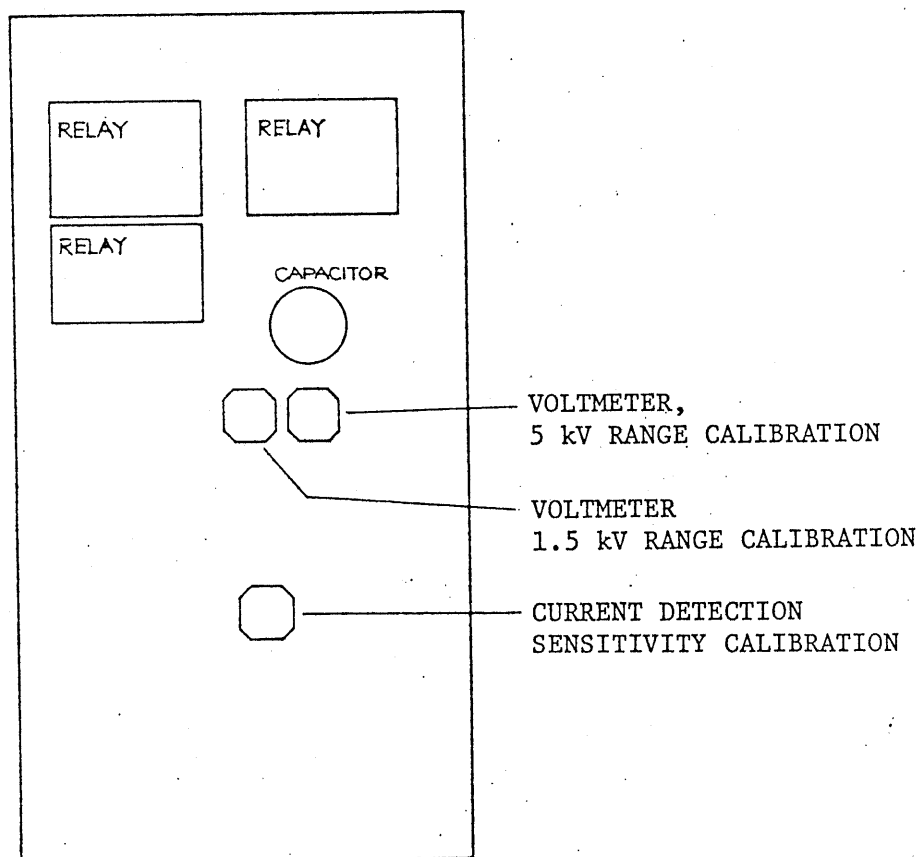 RELAY
RELAY
RELAY
CAPACITOR
VOLTMETER,
5 kV RANGE CALIBRATION
VOLTMETER
1.5 kV RANGE CALIBRATION
CURRENT DETECTION
SENSITIVITY CALIBRATION